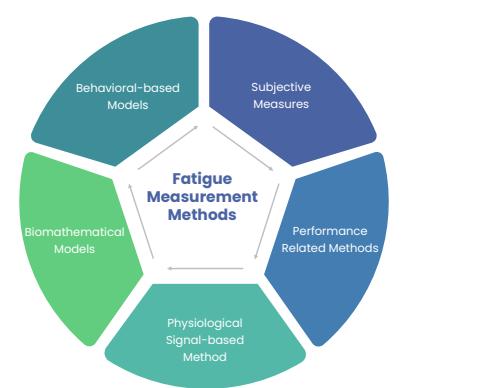 Behavioral-based
Models
Subjective
Measures
Fatigue
Measurement
Methods
Biomathematical
Models
Performance
Related Methods
Physiological
Signal-based
Method